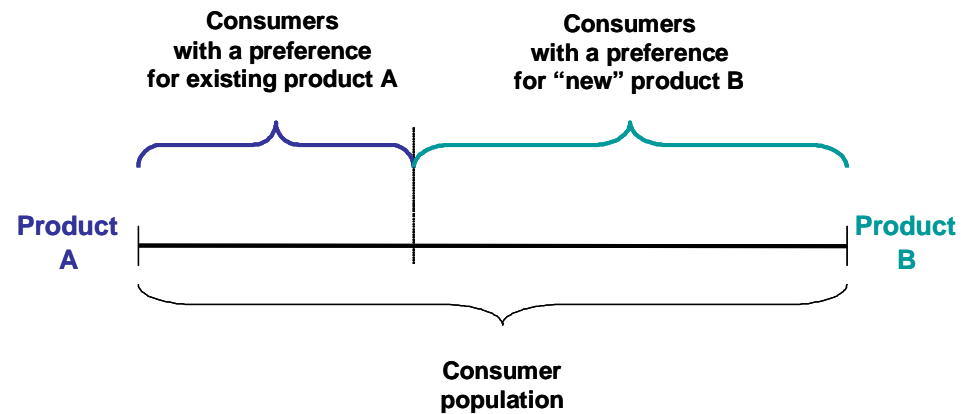 Consumers
with a preference
for existing product A
Consumers
with a preference
for “new” product B
Product
A
Product
B
Consumer
population